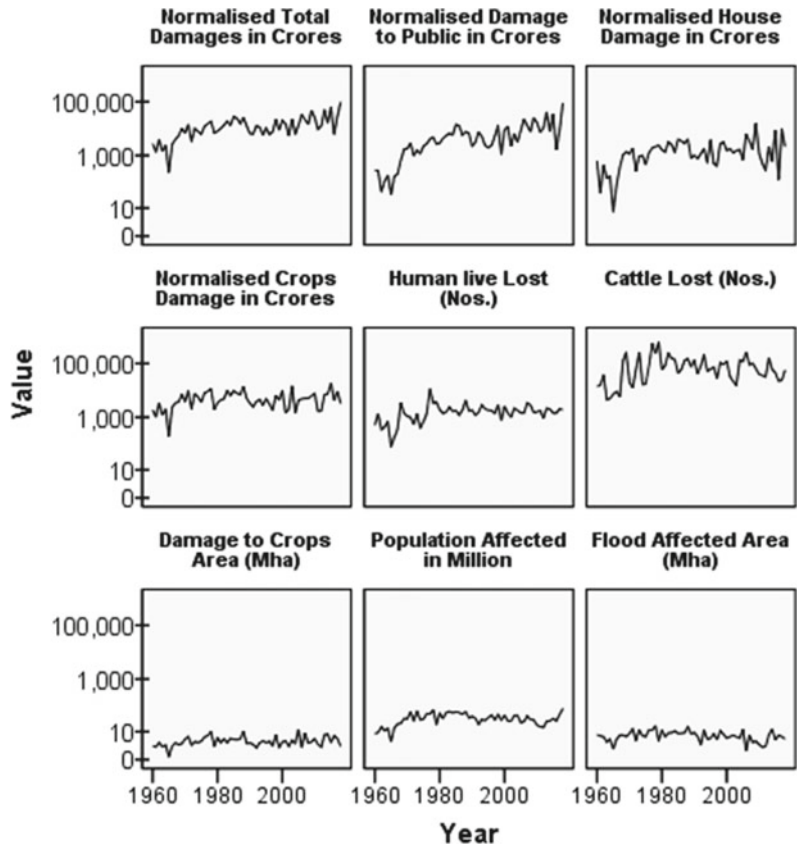 Normalised Total
Damages in Crores
Normalised Damage
to Public in Crores
Normalised House
Damage in Crores
100,000
1,000
10
0
Normalised Crops
Damage in Crores
Human live Lost
(Nos.)
Cattle Lost (Nos.)
Value
100,000
1,000
10
0
Damage to Crops
Area (Mha)
Population Affected
in Million
Flood Affected Area
(Mha)
100,000
1,000
10
0
1960 1980 2000 1960 1980 2000 1960 1980 2000
Year